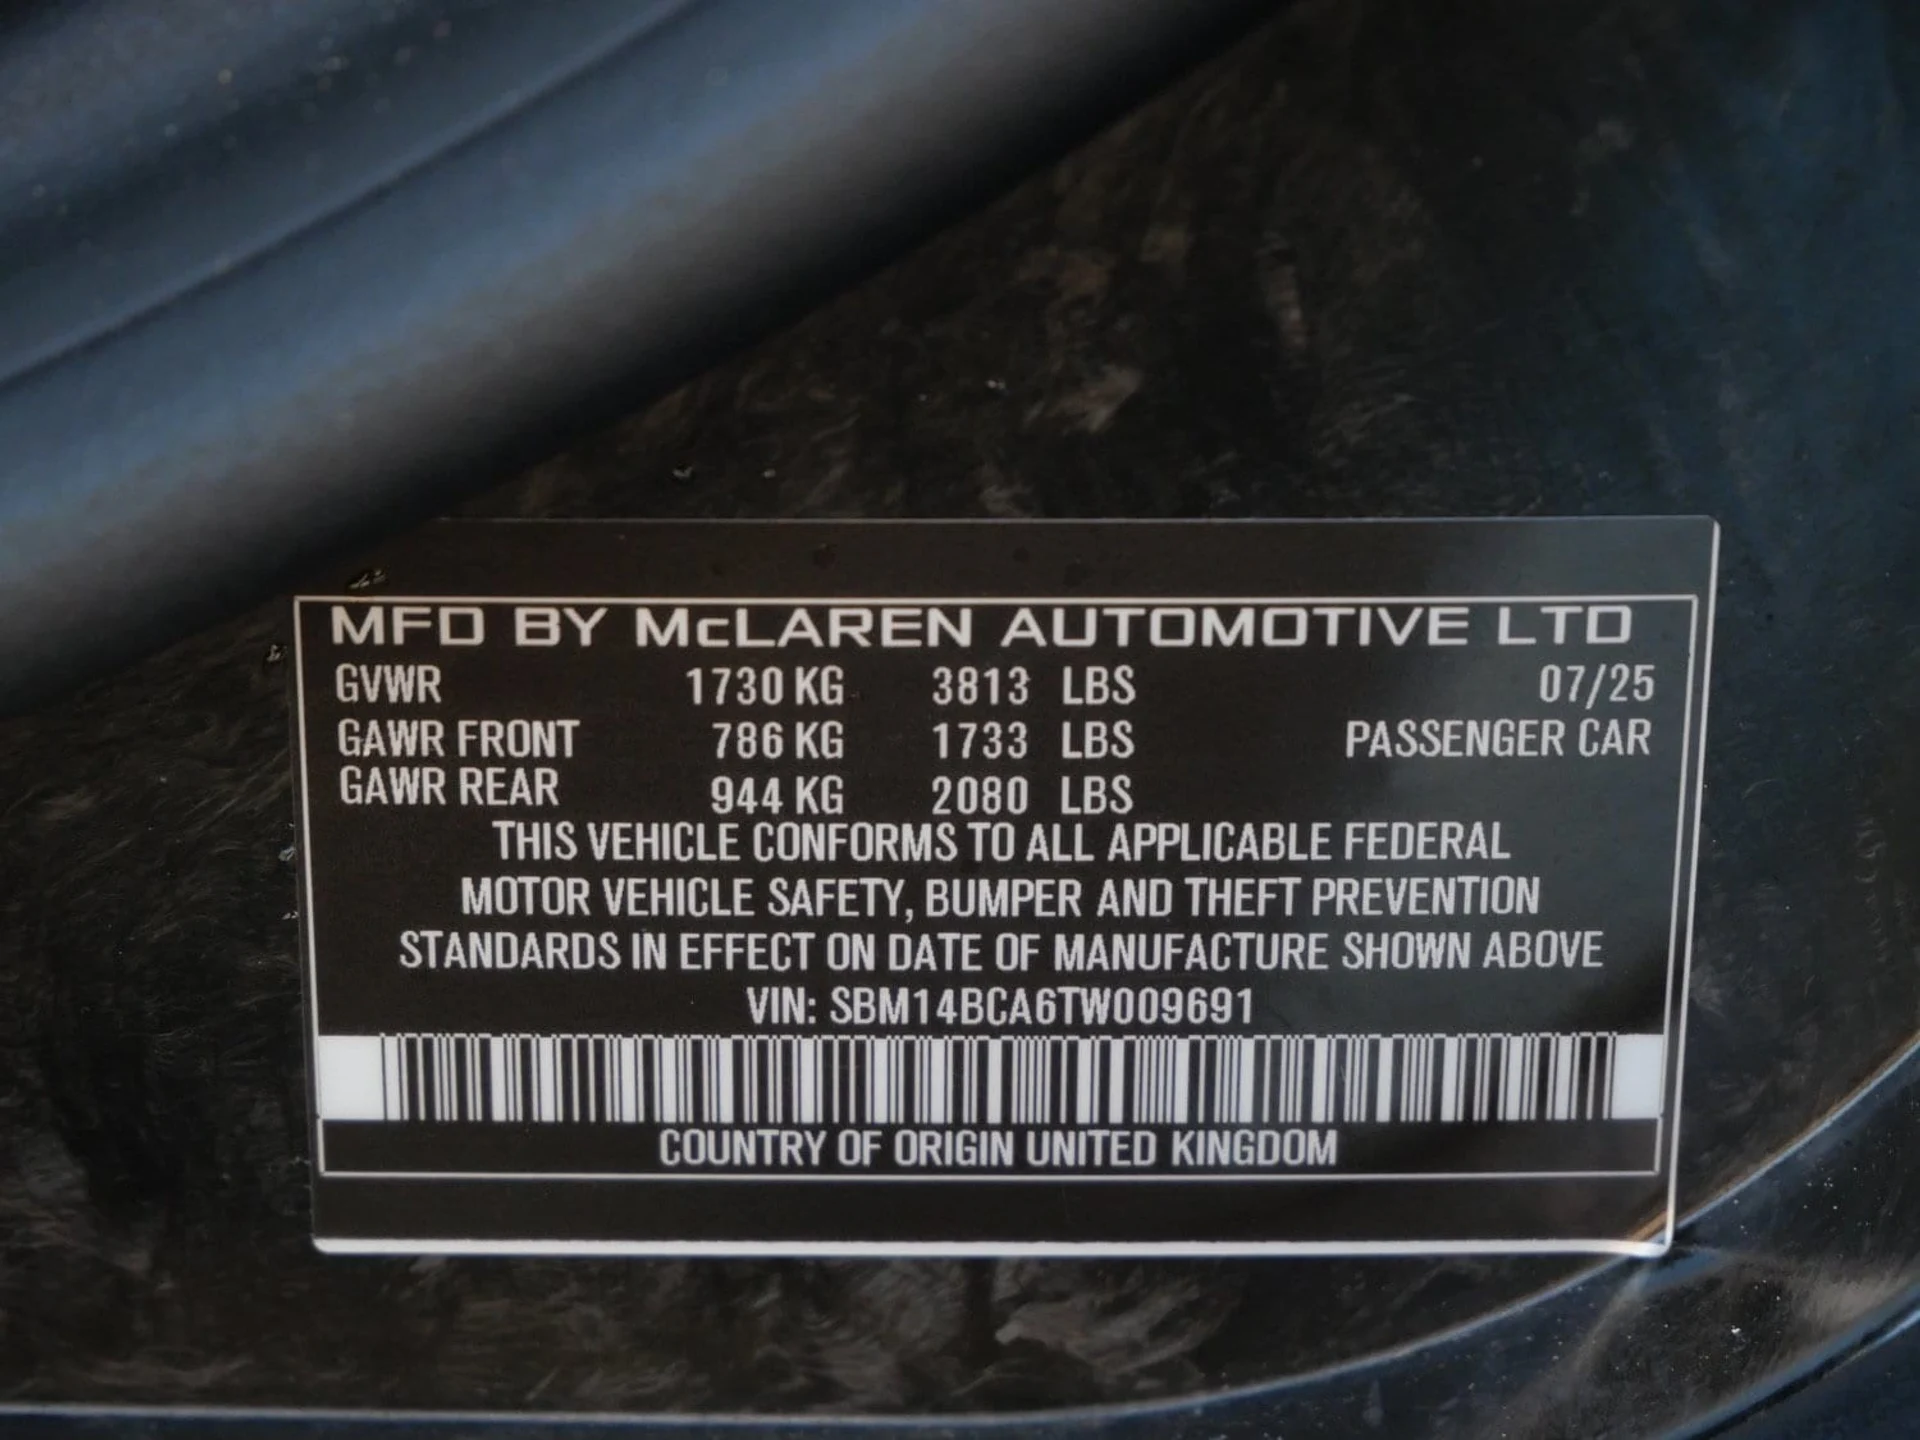 MFD BY McLAREN AUTOMOTIVE LTD
GVWR 1730 KG 3813 LBS 07/25
GAWR FRONT 786 KG 1733 LBS PASSENGER CAR
GAWR REAR 944 KG 2080 LBS
THIS VEHICLE CONFORMS TO ALL APPLICABLE FEDERAL
MOTOR VEHICLE SAFETY, BUMPER AND THEFT PREVENTION
STANDARDS IN EFFECT ON DATE OF MANUFACTURE SHOWN ABOVE
VIN: SBM14BCA6TW009691
COUNTRY OF ORIGIN UNITED KINGDOM